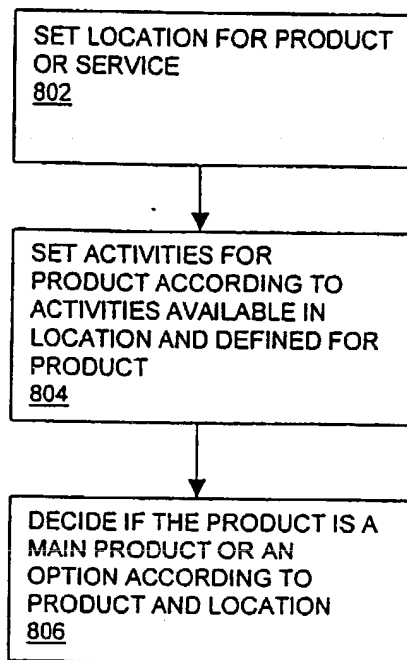 SET LOCATION FOR PRODUCT
OR SERVICE
802
SET ACTIVITIES FOR
PRODUCT ACCORDING TO
ACTIVITIES AVAILABLE IN
LOCATION AND DEFINED FOR
PRODUCT
804
DECIDE IF THE PRODUCT IS A
MAIN PRODUCT OR AN
OPTION ACCORDING TO
PRODUCT AND LOCATION
806